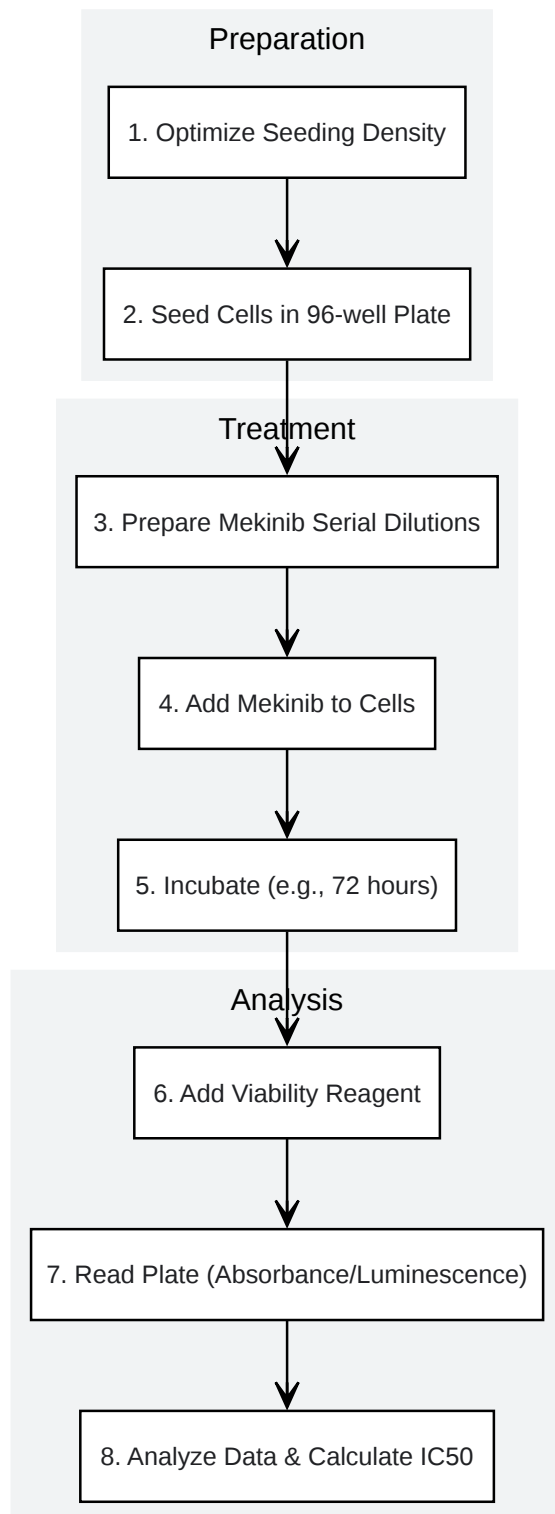 Preparation
1. Optimize Seeding Density
2. Seed Cells in 96-well Plate
Treatment
3. Prepare Mekinib Serial Dilutions
4. Add Mekinib to Cells
5. Incubate (e.g., 72 hours)
Analysis
6. Add Viability Reagent
7. Read Plate (Absorbance/Luminescence)
8. Analyze Data & Calculate IC50